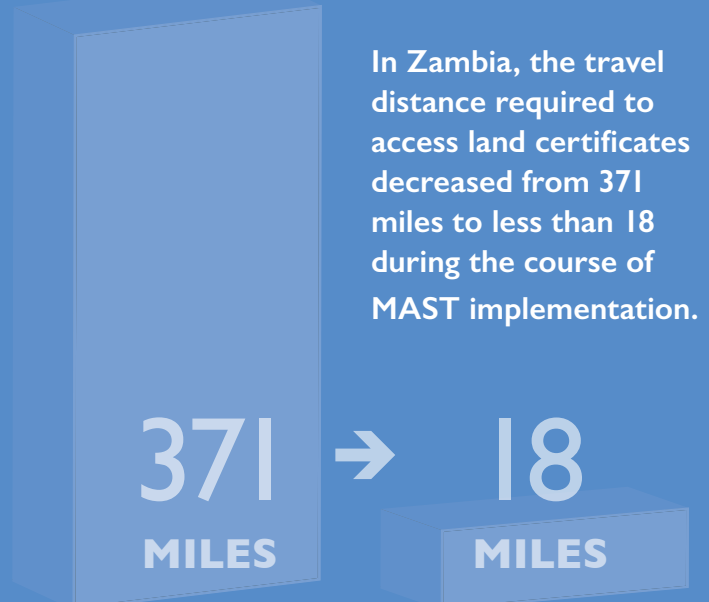 In Zambia, the travel
distance required to
access land certificates
decreased from 371
miles to less than 18
during the course of
MAST implementation.
371 → 18
MILES MILES